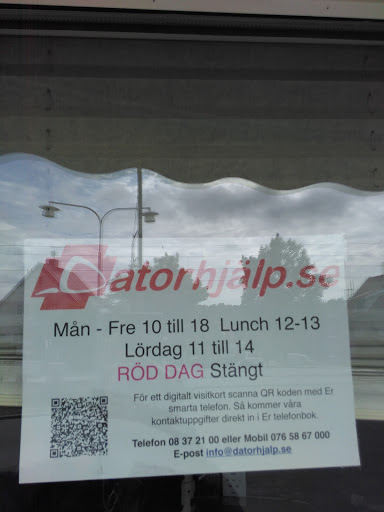 Datorhjälp.se
Mån - Fre 10 till 18 Lunch 12-13
Lördag 11 till 14
RÖD DAG Stängt
För ett digitalt visitkort scanna QR koden med Er
smarta telefon. Så kommer våra
kontaktuppgifter direkt in i Er telefonbok.
Telefon 08 37 21 00 eller Mobil 076 58 67 000
E-post info@datorhjalp.se